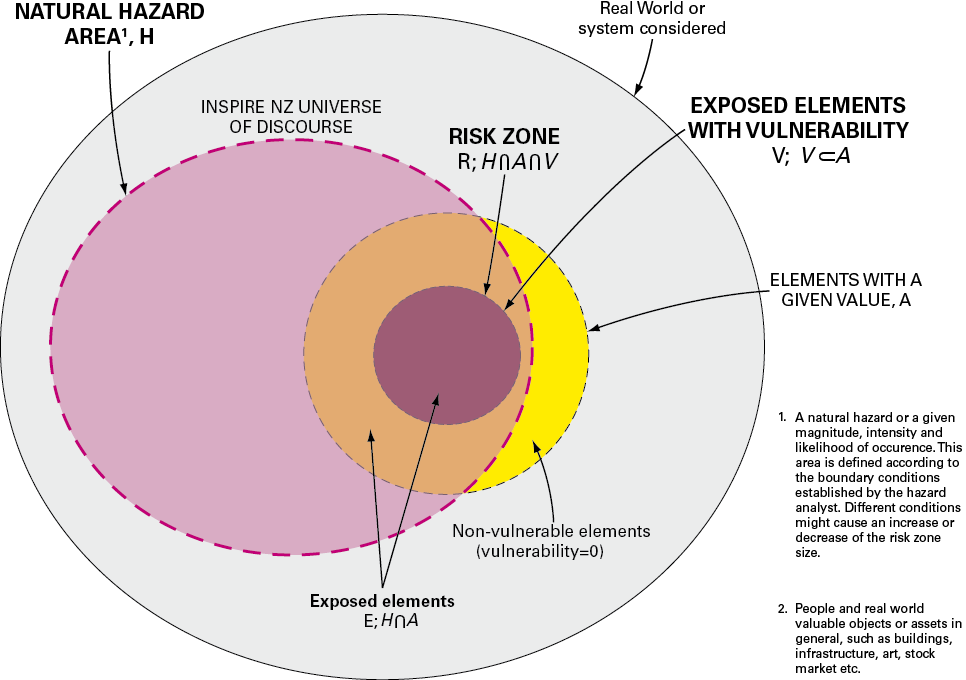 NATURAL HAZARD
AREA¹, H
Real World or
system considered
INSPIRE NZ UNIVERSE
OF DISCOURSE
RISK ZONE
R; H∩A∩V
EXPOSED ELEMENTS
WITH VULNERABILITY
V; V⊂A
ELEMENTS WITH A
GIVEN VALUE, A
Non-vulnerable elements
(vulnerability=0)
Exposed elements
E; H∩A
1. A natural hazard or a given
magnitude, intensity and
likelihood of occurence. This
area is defined according to
the boundary conditions
established by the hazard
analyst. Different conditions
might cause an increase or
decrease of the risk zone
size.
2. People and real world
valuable objects or assets in
general, such as buildings,
infrastructure, art, stock
market etc.